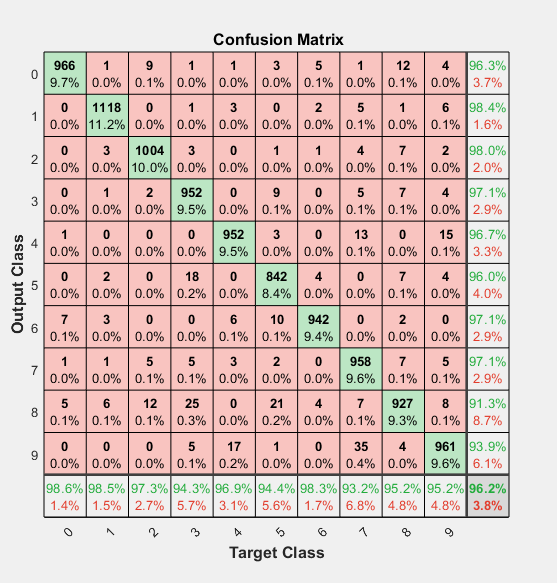 Confusion Matrix
0 966 1 9 1 1 3 5 1 12 4 96.3%
9.7% 0.0% 0.1% 0.0% 0.0% 0.0% 0.1% 0.0% 0.1% 0.0% 3.7%
1 0 1118 0 1 3 0 2 5 1 6 98.4%
0.0% 11.2% 0.0% 0.0% 0.0% 0.0% 0.0% 0.1% 0.0% 0.1% 1.6%
2 0 3 1004 3 0 1 1 4 7 2 98.0%
0.0% 0.0% 10.0% 0.0% 0.0% 0.0% 0.0% 0.0% 0.1% 0.0% 2.0%
3 0 1 2 952 0 9 0 5 7 4 97.1%
0.0% 0.0% 0.0% 9.5% 0.0% 0.1% 0.0% 0.1% 0.1% 0.0% 2.9%
4 1 0 0 0 952 3 0 13 0 15 96.7%
0.0% 0.0% 0.0% 0.0% 9.5% 0.0% 0.0% 0.1% 0.0% 0.1% 3.3%
5 0 2 0 18 0 842 4 0 7 4 96.0%
0.0% 0.0% 0.0% 0.2% 0.0% 8.4% 0.0% 0.0% 0.1% 0.0% 4.0%
6 7 3 0 0 6 10 942 0 2 0 97.1%
0.1% 0.0% 0.0% 0.0% 0.1% 0.1% 9.4% 0.0% 0.0% 0.0% 2.9%
7 1 1 5 5 3 2 0 958 7 5 97.1%
0.0% 0.0% 0.1% 0.1% 0.0% 0.0% 0.0% 9.6% 0.1% 0.1% 2.9%
8 5 6 12 25 0 21 4 7 927 8 91.3%
0.1% 0.1% 0.1% 0.3% 0.0% 0.2% 0.0% 0.1% 9.3% 0.1% 8.7%
9 0 0 0 5 17 1 0 35 4 961 93.9%
0.0% 0.0% 0.0% 0.1% 0.2% 0.0% 0.0% 0.4% 0.0% 9.6% 6.1%
98.6% 98.5% 97.3% 94.3% 96.9% 94.4% 98.3% 93.2% 95.2% 95.2% 96.2%
1.4% 1.5% 2.7% 5.7% 3.1% 5.6% 1.7% 6.8% 4.8% 4.8% 3.8%
0 1 2 3 4 5 6 7 8 9
Target Class
Output Class